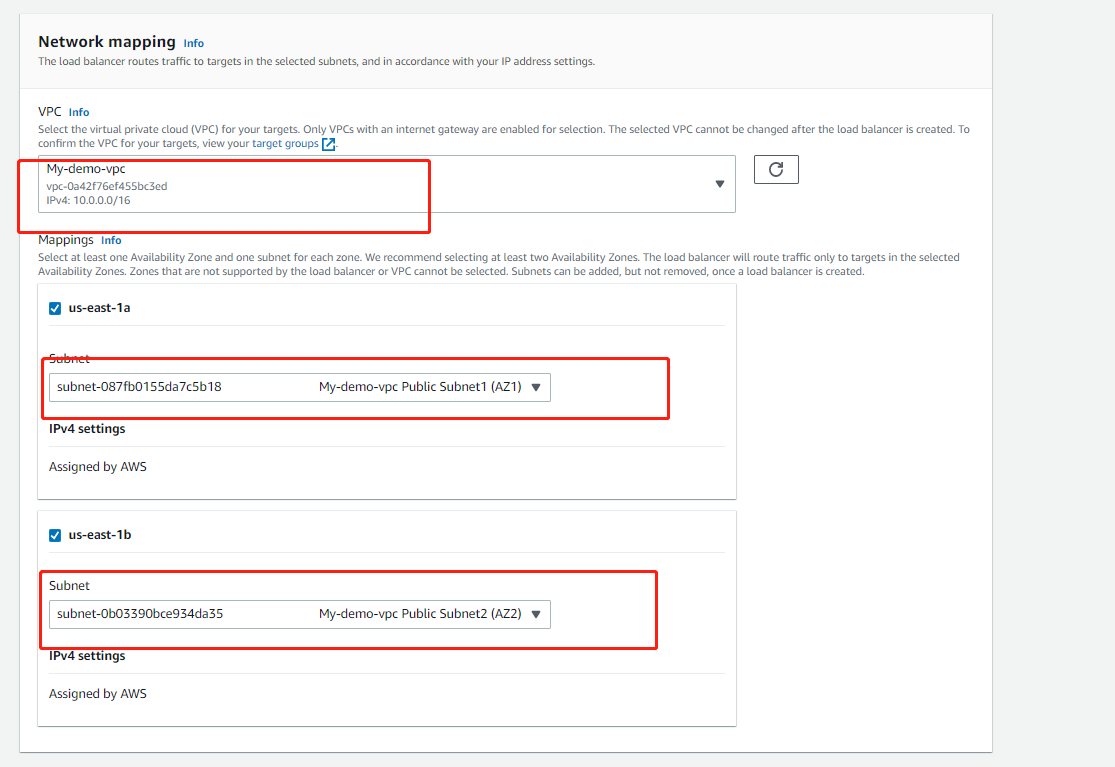 Network mapping Info
The load balancer routes traffic to targets in the selected subnets, and in accordance with your IP address settings.
VPC Info
Select the virtual private cloud (VPC) for your targets. Only VPCs with an internet gateway are enabled for selection. The selected VPC cannot be changed after the load balancer is created. To
confirm the VPC for your targets, view your target groups.
My-demo-vpc
vpc-0a42f76ef455bc3ed
IPv4: 10.0.0.0/16
Mappings Info
Select at least one Availability Zone and one subnet for each zone. We recommend selecting at least two Availability Zones. The load balancer will route traffic only to targets in the selected
Availability Zones. Zones that are not supported by the load balancer or VPC cannot be selected. Subnets can be added, but not removed, once a load balancer is created.
us-east-1a
Subnet
subnet-087fb0155da7c5b18 My-demo-vpc Public Subnet1 (AZ1)
IPv4 settings
Assigned by AWS
us-east-1b
Subnet
subnet-0b03390bce934da35 My-demo-vpc Public Subnet2 (AZ2)
IPv4 settings
Assigned by AWS